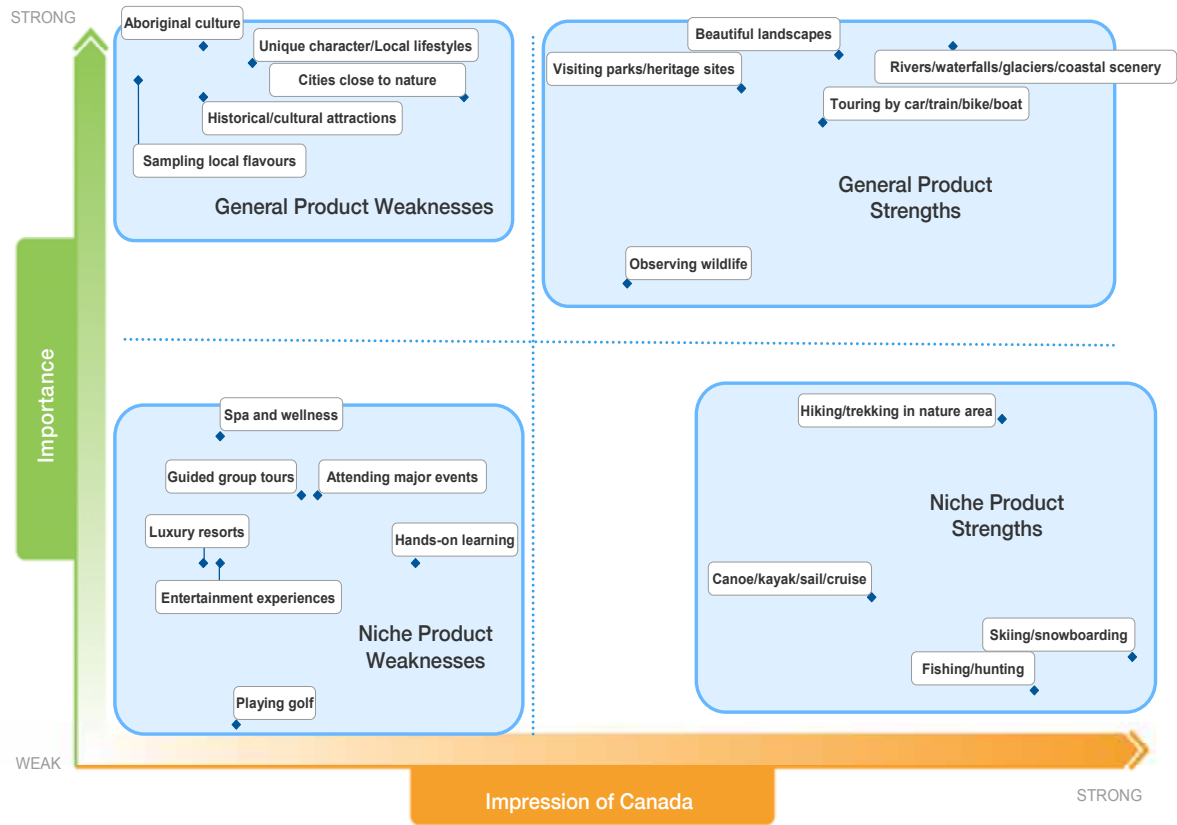 STRONG
Aboriginal culture
Unique character/Local lifestyles
Cities close to nature
Historical/cultural attractions
Sampling local flavours
General Product Weaknesses
Beautiful landscapes
Visiting parks/heritage sites
Rivers/waterfalls/glaciers/coastal scenery
Touring by car/train/bike/boat
General Product
Strengths
Observing wildlife
Importance
Spa and wellness
Guided group tours
Attending major events
Luxury resorts
Hands-on learning
Entertainment experiences
Niche Product
Weaknesses
Playing golf
Hiking/trekking in nature area
Niche Product
Strengths
Canoe/kayak/sail/cruise
Skiing/snowboarding
Fishing/hunting
WEAK
Impression of Canada
STRONG